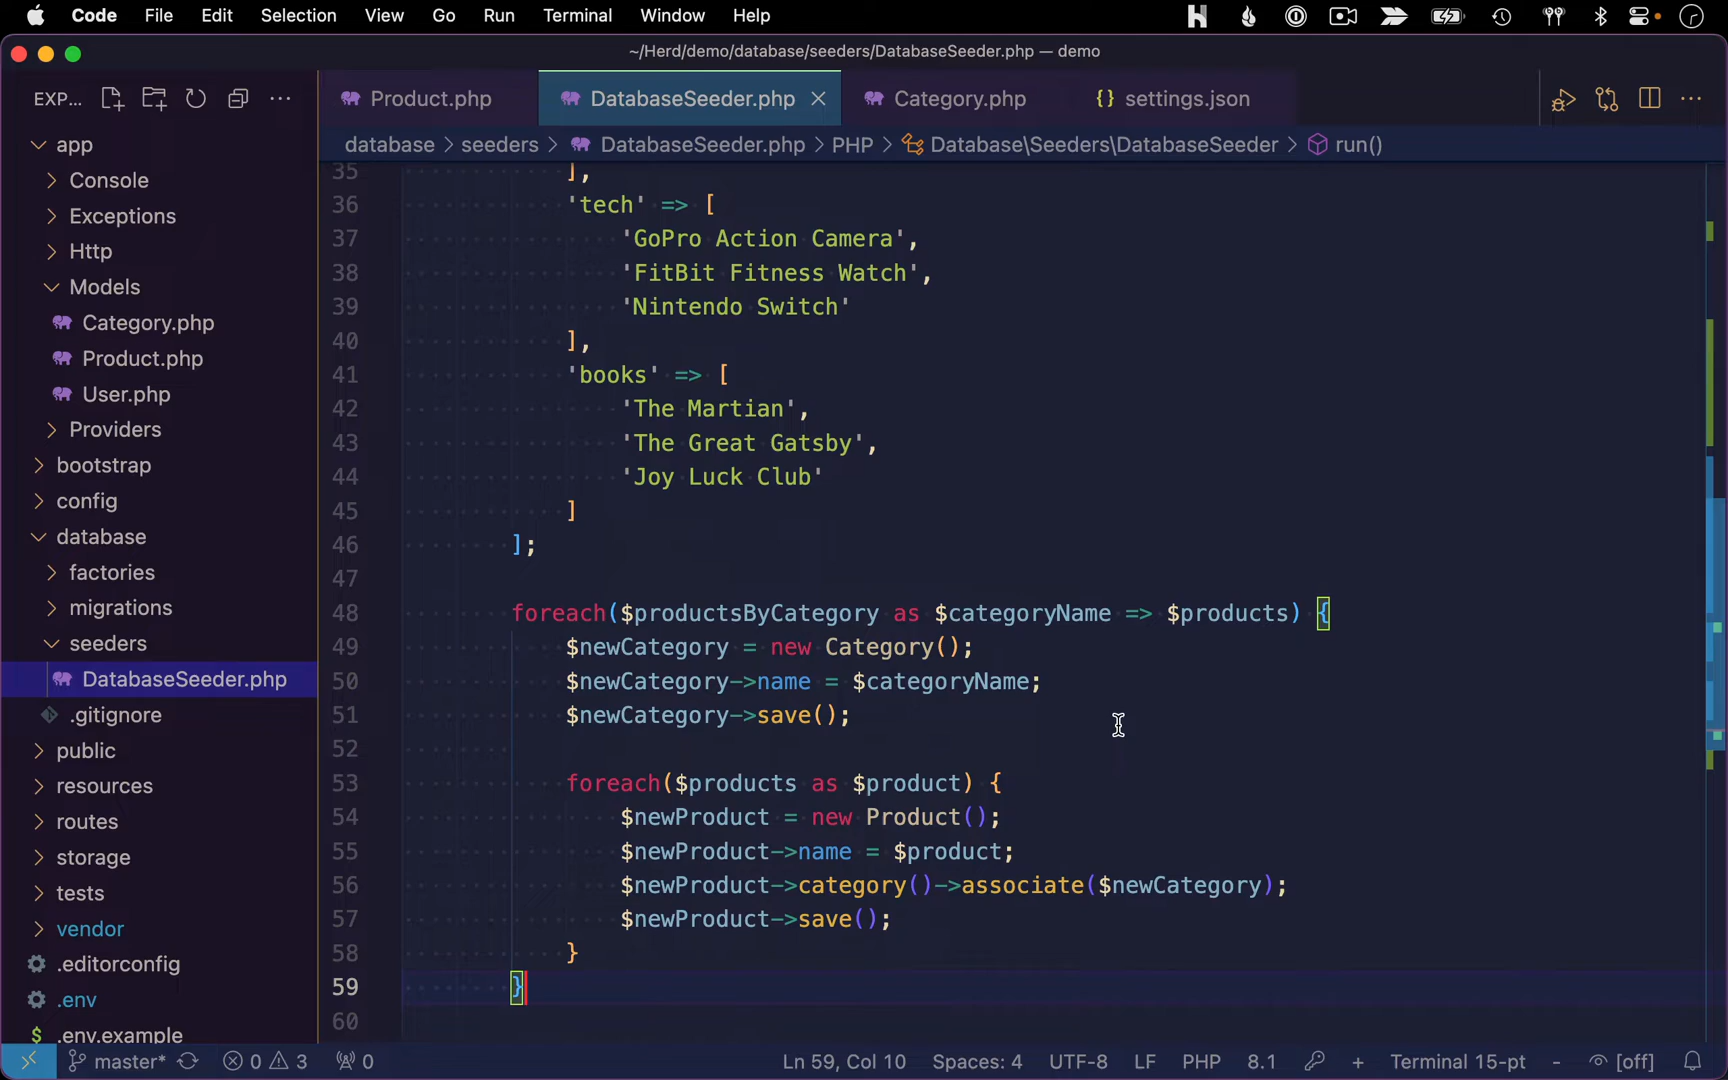 Code File Edit Selection View Go Run Terminal Window Help
~/Herd/demo/database/seeders/DatabaseSeeder.php — demo
EXP...
Product.php DatabaseSeeder.php Category.php {} settings.json
database > seeders > DatabaseSeeder.php > PHP > Database\Seeders\DatabaseSeeder > run()
app
Console
Exceptions
Http
Models
Category.php
Product.php
User.php
Providers
bootstrap
config
database
factories
migrations
seeders
DatabaseSeeder.php
.gitignore
public
resources
routes
storage
tests
vendor
.editorconfig
.env
$ .env.example
35 ],
36 'tech' => [
37 'GoPro Action Camera',
38 'FitBit Fitness Watch',
39 'Nintendo Switch'
40 ],
41 'books' => [
42 'The Martian',
43 'The Great Gatsby',
44 'Joy Luck Club'
45 ]
46 ];
47
48 foreach($productsByCategory as $categoryName => $products) {
49 $newCategory = new Category();
50 $newCategory->name = $categoryName;
51 $newCategory->save();
52
53 foreach($products as $product) {
54 $newProduct = new Product();
55 $newProduct->name = $product;
56 $newProduct->category()->associate($newCategory);
57 $newProduct->save();
58 }
59 }
60
master* 0 3 0 Ln 59, Col 10 Spaces: 4 UTF-8 LF PHP 8.1 + Terminal 15-pt - [off]